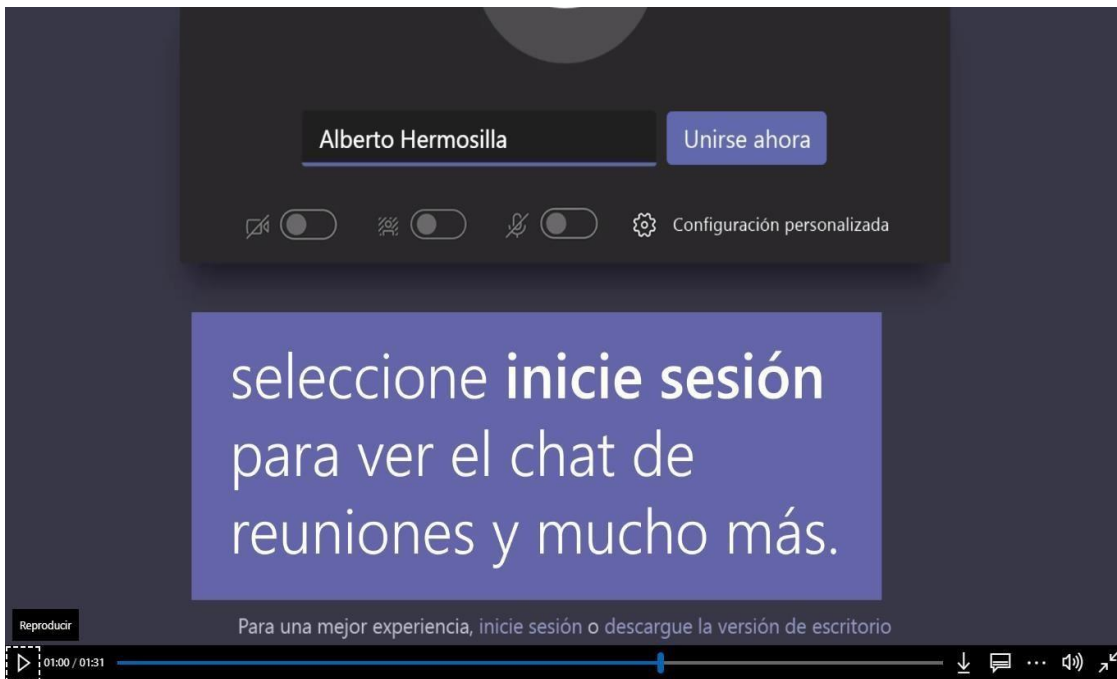 Alberto Hermosilla
Unirse ahora
Configuración personalizada
seleccione inicie sesión
para ver el chat de
reuniones y mucho más.
Para una mejor experiencia, inicie sesión o descargue la versión de escritorio
Reproducir
01:00 / 01:31